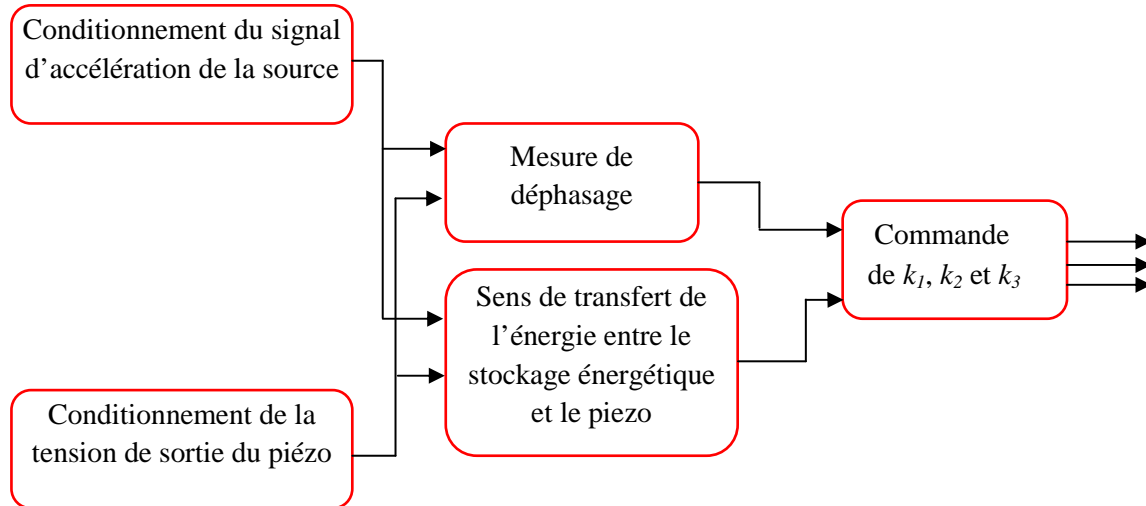 Conditionnement du signal
d’accélération de la source
Mesure de
déphasage
Commande
de k1, k2 et k3
Sens de transfert de
l’énergie entre le
stockage énergétique
et le piezo
Conditionnement de la
tension de sortie du piézo